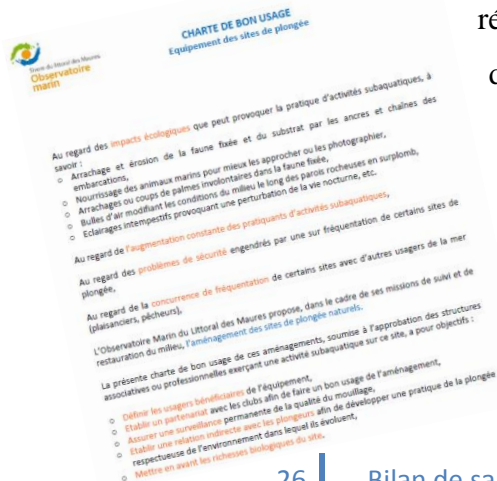 CHARTE DE BON USAGE
Equipement des sites de plongée
Observatoire
marin
Au regard des impacts écologiques que peut provoquer la pratique d'activités subaquatiques, à
savoir :
o Arrachage et érosion de la faune fixée et du substrat par les ancres et chaînes des
embarcations,
o Nourrissage des animaux marins pour mieux les approcher ou les photographier,
o Arrachages ou coups de palmes involontaires dans la faune fixée,
o Bulles d'air modifiant les conditions du milieu le long des parois rocheuses en surplomb,
o Eclairages intempestifs provoquant une perturbation de la vie nocturne, etc.
Au regard de l'augmentation constante des pratiquants d'activités subaquatiques,
Au regard des problèmes de sécurité engendrés par une sur fréquentation de certains sites de
plongée,
Au regard de la concurrence de fréquentation de certains sites avec d'autres usagers de la mer
(plaisanciers, pêcheurs),
L'Observatoire Marin du Littoral des Maures propose, dans le cadre de ses missions de suivi et de
restauration du milieu, l'aménagement des sites de plongée naturels.
La présente charte de bon usage de ces aménagements, soumise à l'approbation des structures
associatives ou professionnelles exerçant une activité subaquatique sur ce site, a pour objectifs :
o Définir les usagers bénéficiaires de l'équipement,
o Etablir un partenariat avec les clubs afin de faire un bon usage de l'aménagement,
o Assurer une surveillance permanente de la qualité du mouillage,
o Etablir une relation indirecte avec les plongeurs afin de développer une pratique de la plongée
respectueuse de l'environnement dans lequel ils évoluent,
o Mettre en avant les richesses biologiques du site.
ré
26
Bilan de sa